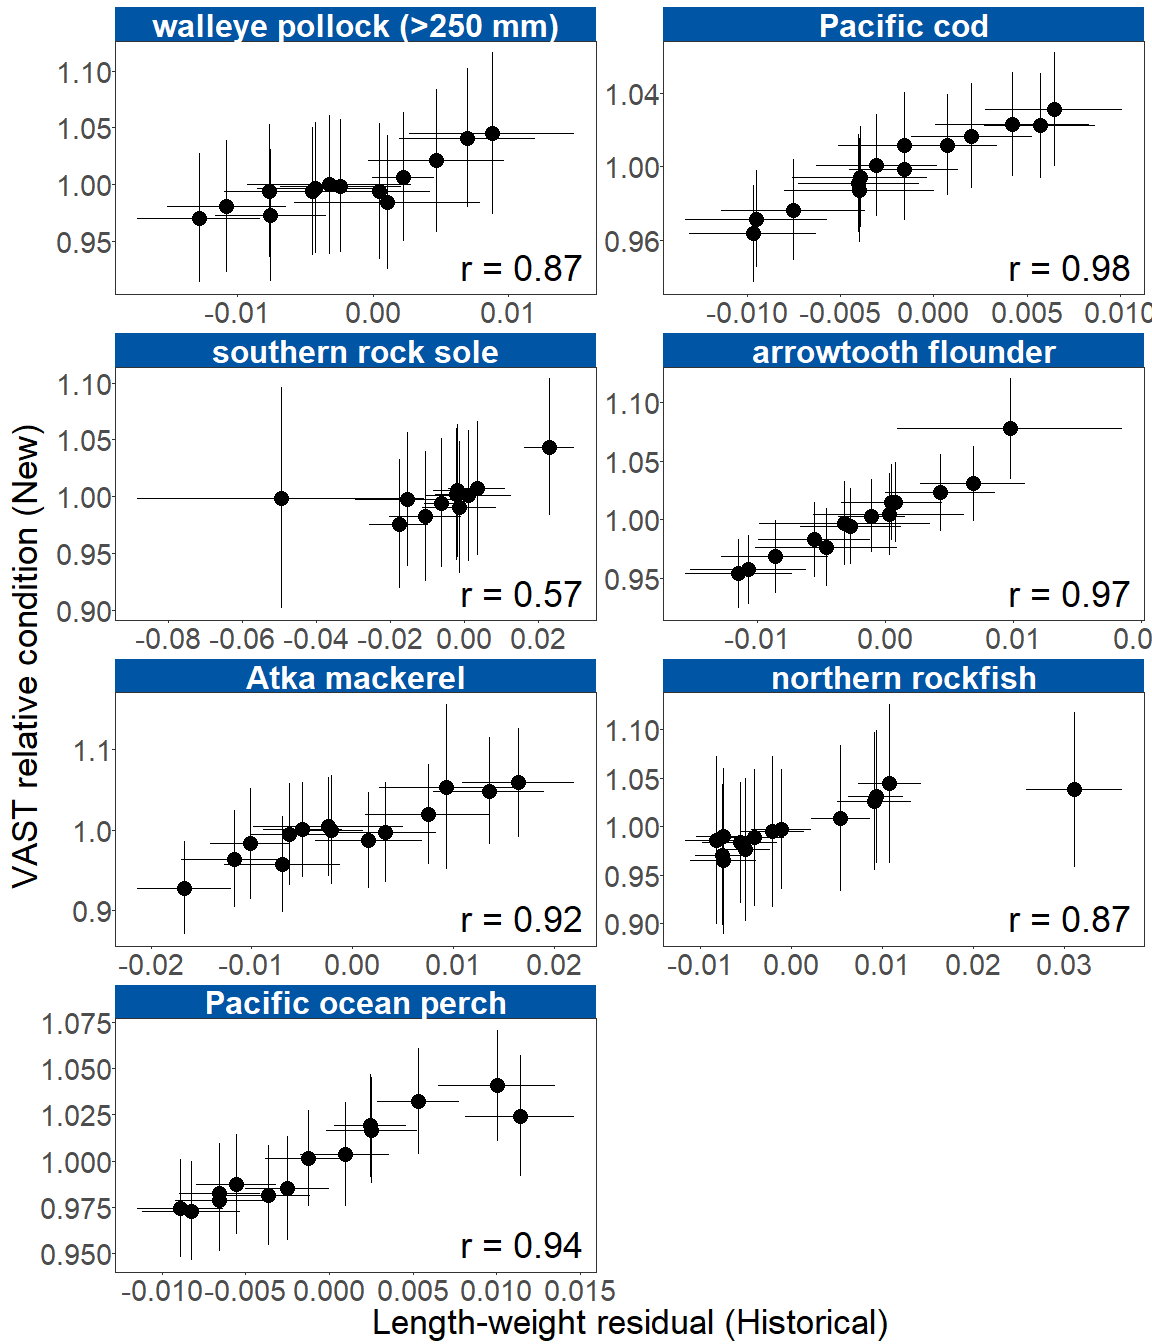 walleye pollock (>250 mm)
1.10
1.05
1.00
0.95
r = 0.87
-0.01 0.00 0.01
Pacific cod
1.04
1.00
0.96
r = 0.98
-0.010 -0.005 0.000 0.005 0.010
southern rock sole
1.10
1.05
1.00
0.95
0.90
r = 0.57
-0.08 -0.06 -0.04 -0.02 0.00 0.02
arrowtooth flounder
1.10
1.05
1.00
0.95
r = 0.97
-0.01 0.00 0.01 0.0
Atka mackerel
1.1
1.0
0.9
r = 0.92
-0.02 -0.01 0.00 0.01 0.02
northern rockfish
1.10
1.05
1.00
0.95
0.90
r = 0.87
-0.01 0.00 0.01 0.02 0.03
Pacific ocean perch
1.075
1.050
1.025
1.000
0.975
0.950
r = 0.94
-0.010 -0.005 0.000 0.005 0.010 0.015
VAST relative condition (New)
Length-weight residual (Historical)